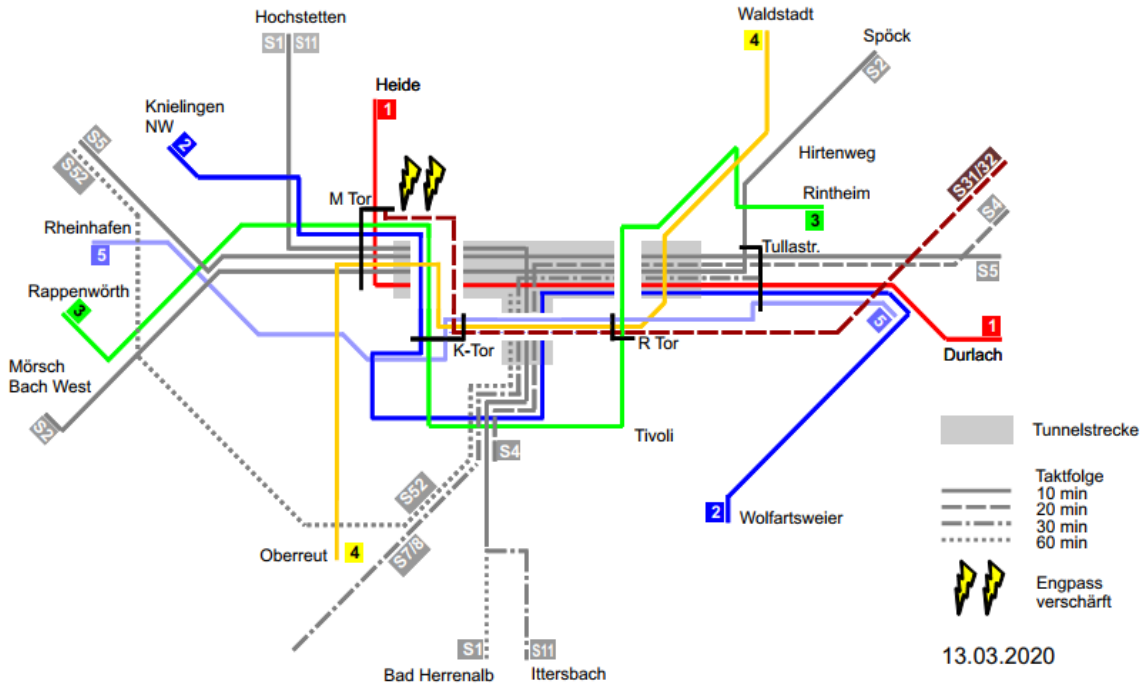 Hochstetten
S1 S11
Waldstadt
4
Spöck
S2
Heide
1
Knielingen
NW
2
S5
S52
Hirtenweg
S31/32
M Tor
Rintheim
3
S4
Rheinhafen
5
Tullastr.
S5
Rappenwörth
3
5
1
K-Tor
R Tor
Durlach
Mörsch
Bach West
S2
Tivoli
Tunnelstrecke
S4
Taktfolge
10 min
20 min
30 min
60 min
S52
2
Wolfartsweier
S7/8
Oberreut
4
Engpass
verschärft
S1
S11
Bad Herrenalb
Ittersbach
13.03.2020